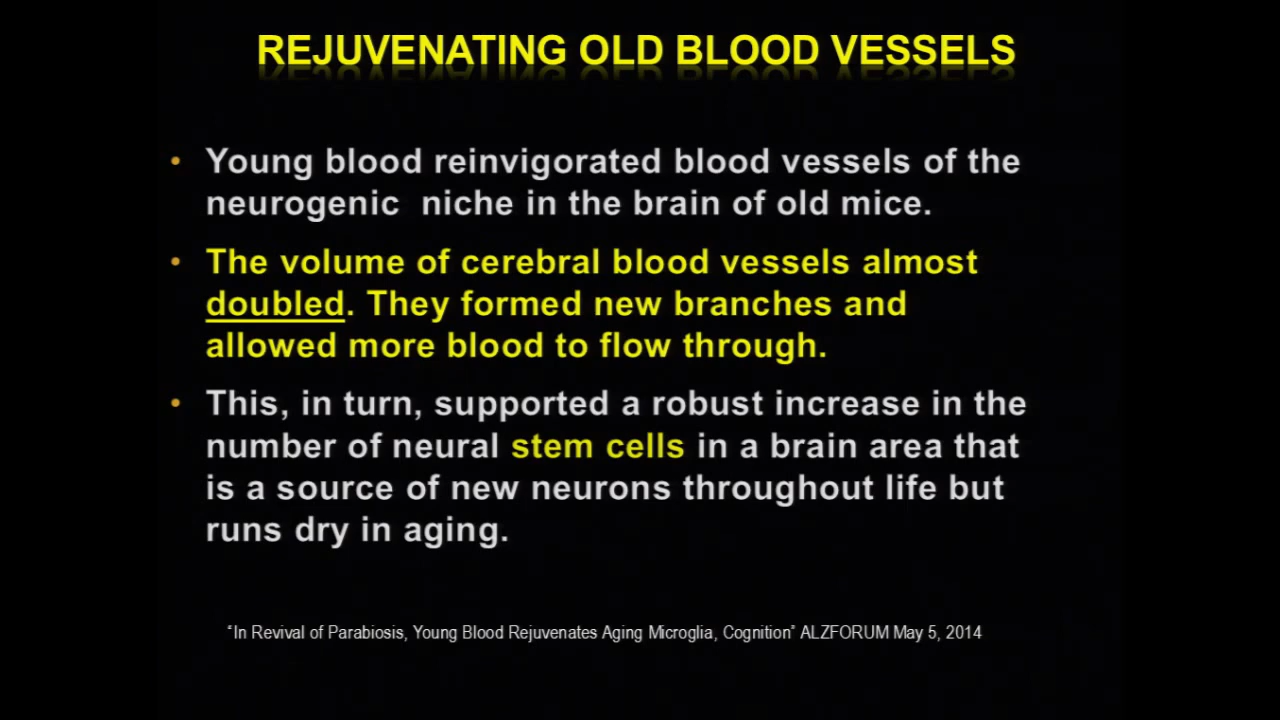 REJUVENATING OLD BLOOD VESSELS
• Young blood reinvigorated blood vessels of the
neurogenic niche in the brain of old mice.
• The volume of cerebral blood vessels almost
doubled. They formed new branches and
allowed more blood to flow through.
• This, in turn, supported a robust increase in the
number of neural stem cells in a brain area that
is a source of new neurons throughout life but
runs dry in aging.
“In Revival of Parabiosis, Young Blood Rejuvenates Aging Microglia, Cognition” ALZFORUM May 5, 2014